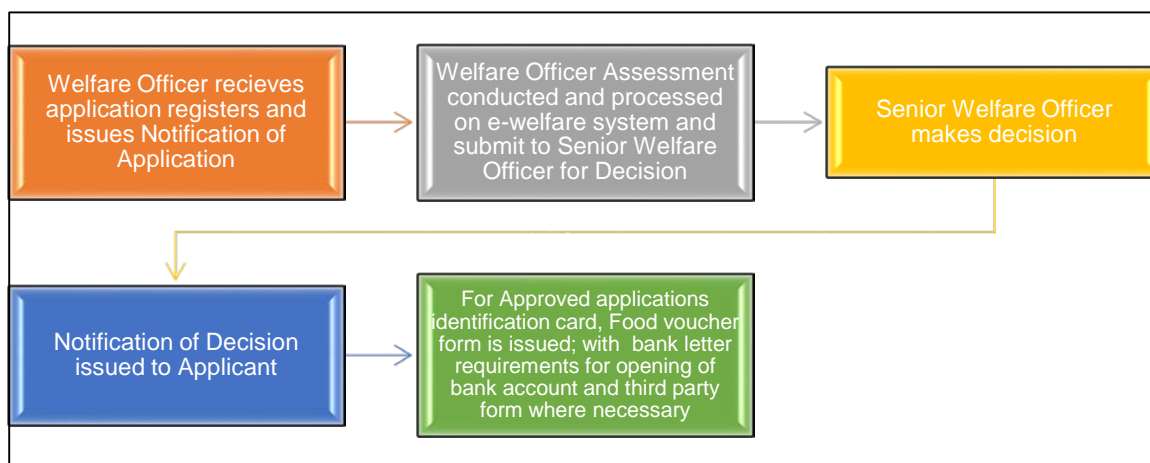 Welfare Officer recieves
application registers and
issues Notification of
Application
Welfare Officer Assessment
conducted and processed
on e-welfare system and
submit to Senior Welfare
Officer for Decision
Senior Welfare Officer
makes decision
Notification of Decision
issued to Applicant
For Approved applications
identification card, Food voucher
form is issued; with bank letter
requirements for opening of
bank account and third party
form where necessary